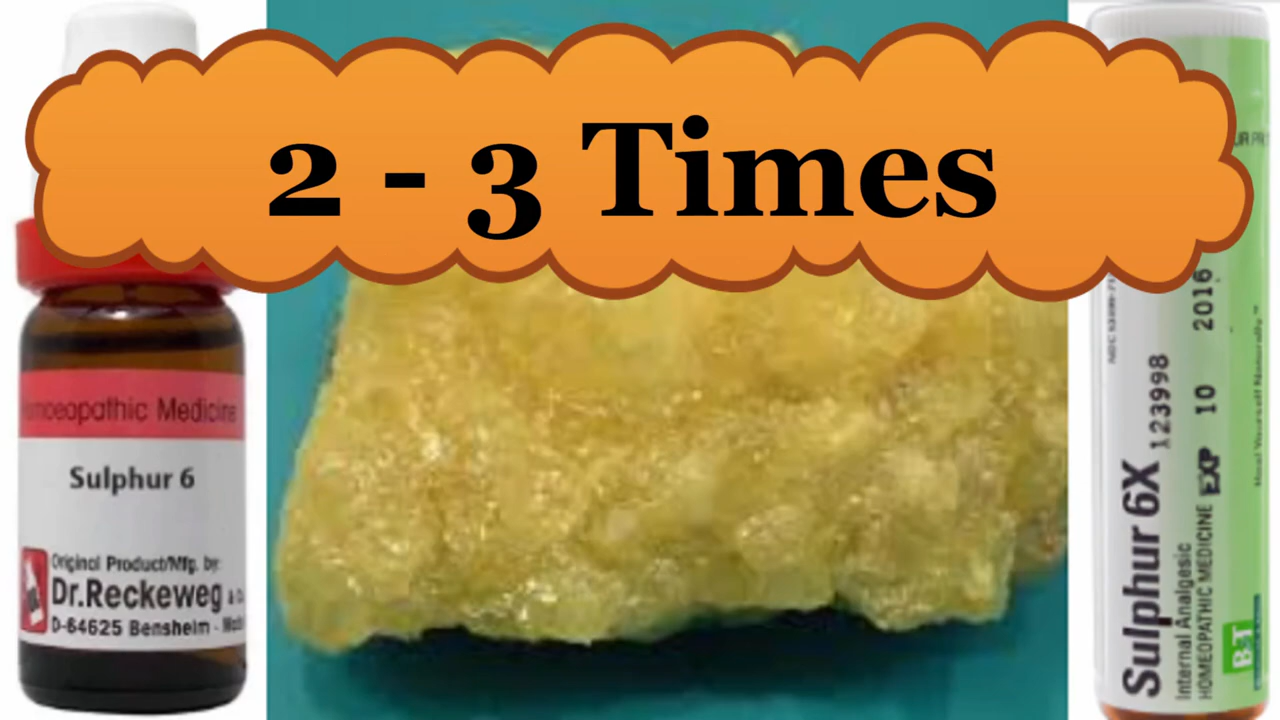 2 - 3 Times
Homoeopathic Medicine
Sulphur 6
Original Product/Mfg. by:
Dr.Reckeweg
D-64625 Bensheim -
Sulphur 6X
123998
Internal Analgesic
HOMEOPATHIC MEDICINE
EXP 10 2016
BT